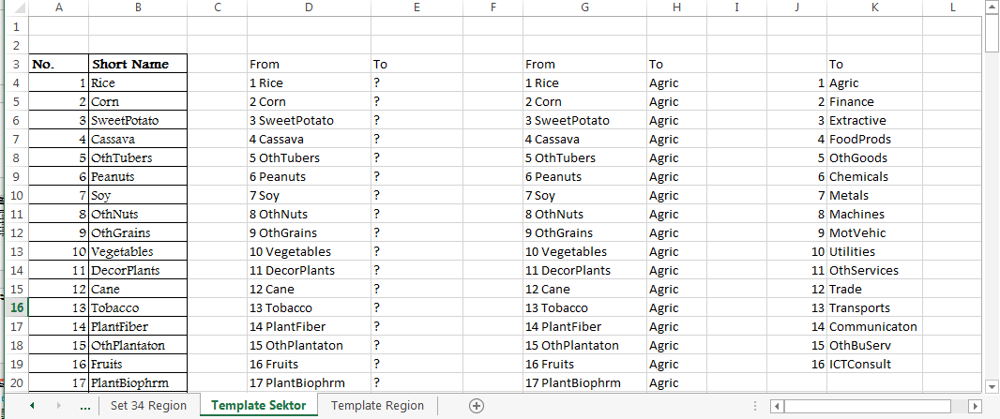 A B C D E F G H I J K L
1
2
3 No. Short Name From To From To To
4 1 Rice 1 Rice ? 1 Rice Agric 1 Agric
5 2 Corn 2 Corn ? 2 Corn Agric 2 Finance
6 3 SweetPotato 3 SweetPotato ? 3 SweetPotato Agric 3 Extractive
7 4 Cassava 4 Cassava ? 4 Cassava Agric 4 FoodProds
8 5 OthTubers 5 OthTubers ? 5 OthTubers Agric 5 OthGoods
9 6 Peanuts 6 Peanuts ? 6 Peanuts Agric 6 Chemicals
10 7 Soy 7 Soy ? 7 Soy Agric 7 Metals
11 8 OthNuts 8 OthNuts ? 8 OthNuts Agric 8 Machines
12 9 OthGrains 9 OthGrains ? 9 OthGrains Agric 9 MotVehic
13 10 Vegetables 10 Vegetables ? 10 Vegetables Agric 10 Utilities
14 11 DecorPlants 11 DecorPlants ? 11 DecorPlants Agric 11 OthServices
15 12 Cane 12 Cane ? 12 Cane Agric 12 Trade
16 13 Tobacco 13 Tobacco ? 13 Tobacco Agric 13 Transports
17 14 PlantFiber 14 PlantFiber ? 14 PlantFiber Agric 14 Communicaton
18 15 OthPlantaton 15 OthPlantaton ? 15 OthPlantaton Agric 15 OthBuServ
19 16 Fruits 16 Fruits ? 16 Fruits Agric 16 ICTConsult
20 17 PlantBiophrm 17 PlantBiophrm ? 17 PlantBiophrm Agric
... Set 34 Region Template Sektor Template Region